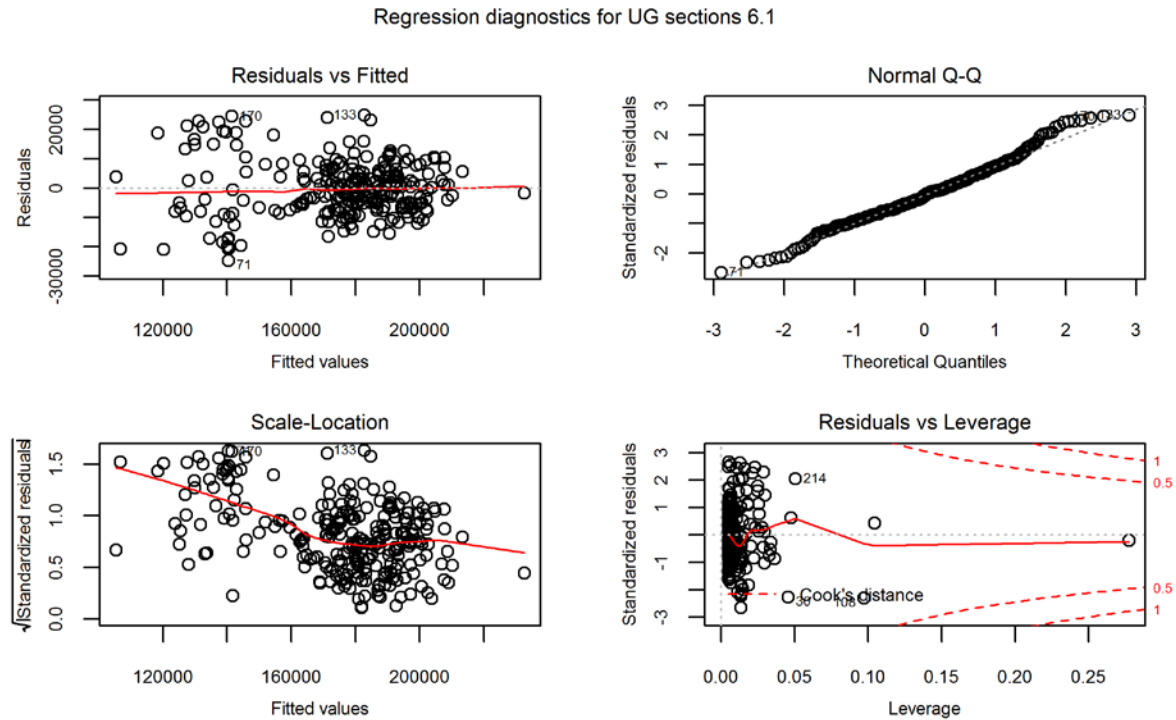 Regression diagnostics for UG sections 6.1
Residuals vs Fitted
Residuals
20000
0
-30000
170
133
71
120000 160000 200000
Fitted values
Normal Q-Q
Standardized residuals
3
2
1
0
-2
133
71
-3 -2 -1 0 1 2 3
Theoretical Quantiles
Scale-Location
√|Standardized residuals|
1.5
1.0
0.5
0.0
170
133
120000 160000 200000
Fitted values
Residuals vs Leverage
Standardized residuals
3
2
1
0
-1
-3
214
Cook's distance
108
1
0.5
0.5
1
0.00 0.05 0.10 0.15 0.20 0.25
Leverage